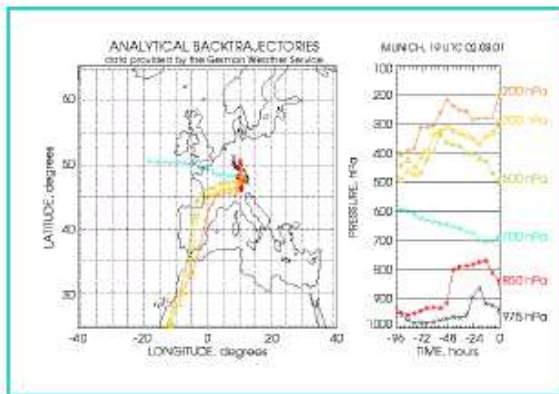 ANALYTICAL BACKTRAJECTORIES
data provided by the German Weather Service
MUNICH, 19 UTC 02.08.01
LATITUDE, degrees
60
50
40
30
-40 -20 0 20 40
LONGITUDE, degrees
PRESSURE, hPa
100
200
300
400
500
600
700
800
900
1000
-96 -72 -48 -24 0
TIME, hours
200 hPa
300 hPa
500 hPa
700 hPa
850 hPa
975 hPa